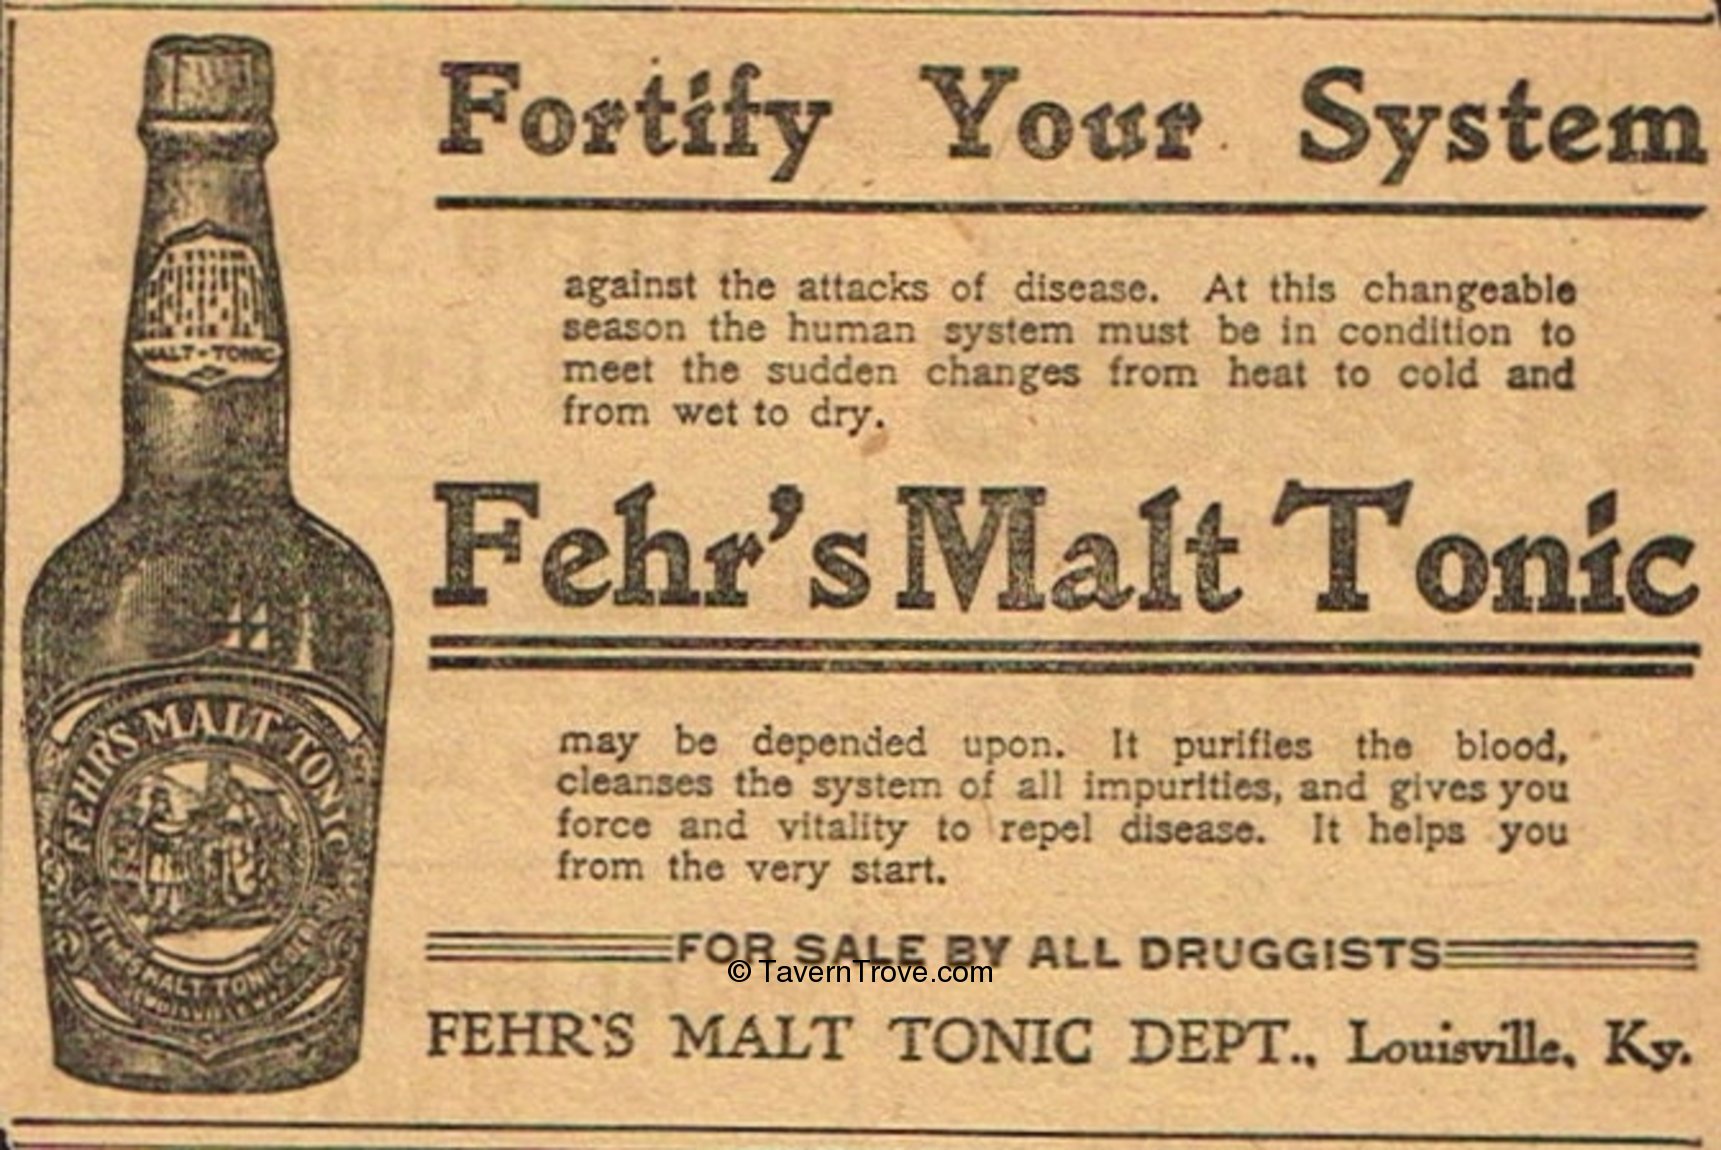 Fortify Your System
against the attacks of disease. At this changeable
season the human system must be in condition to
meet the sudden changes from heat to cold and
from wet to dry.
Fehr's Malt Tonic
may be depended upon. It purifies the blood,
cleanses the system of all impurities, and gives you
force and vitality to repel disease. It helps you
from the very start.
FOR SALE BY ALL DRUGGISTS
© TavernTrove.com
FEHR'S MALT TONIC DEPT., Louisville, Ky.
MALT-TONIC
FEHR'S MALT TONIC
MALT TONIC